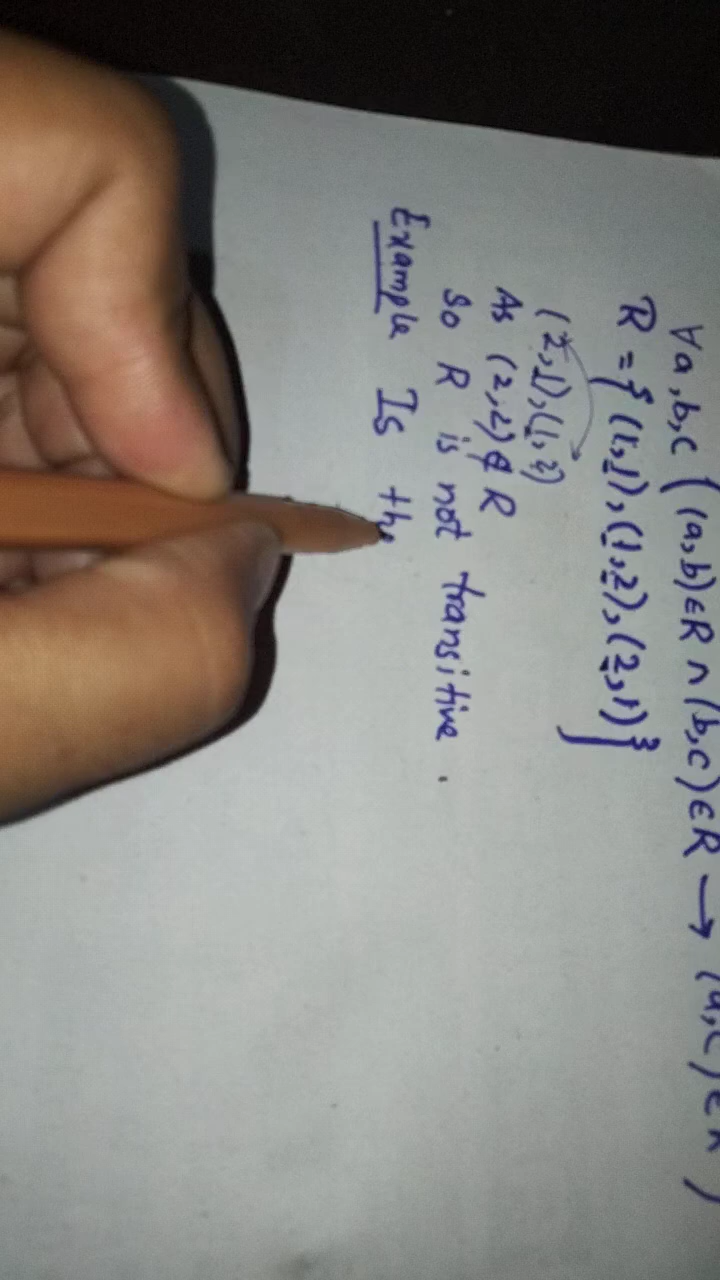 ∀a,b,c ((a,b)∈R ∧ (b,c)∈R → (a,c)∈R)
R = {(1,1),(1,2),(2,1)}
(2,1),(1,2)
As (2,2)∉R
So R is not transitive.
Example Is the